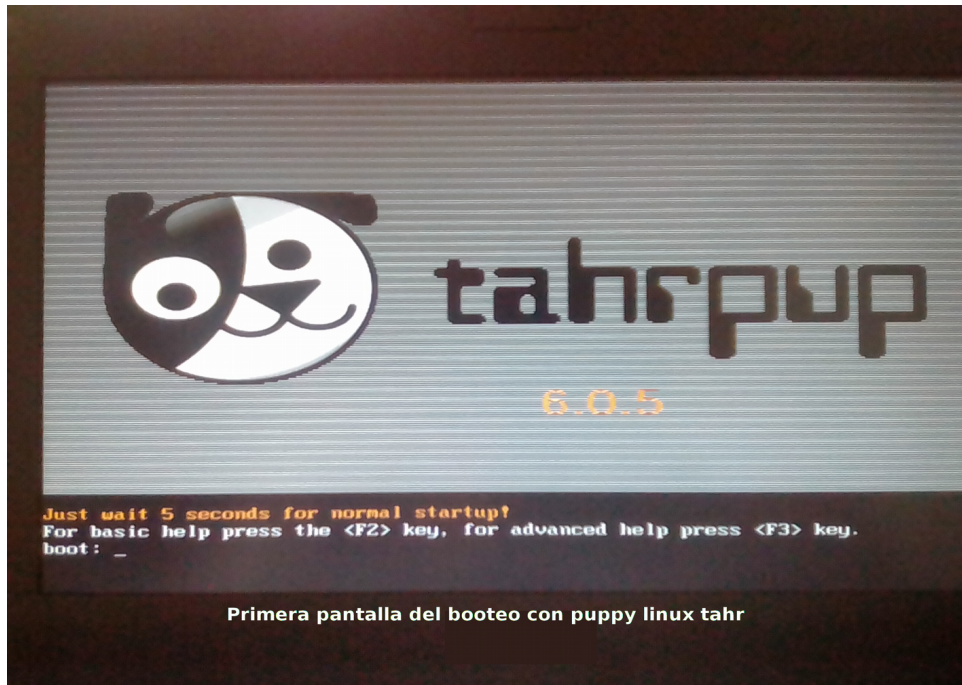 tahrpup
6.0.5
Just wait 5 seconds for normal startup!
For basic help press the <F2> key, for advanced help press <F3> key.
boot: _
Primera pantalla del booteo con puppy linux tahr